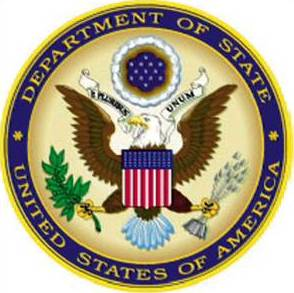 DEPARTMENT OF STATE
E PLURIBUS UNUM
UNITED STATES OF AMERICA